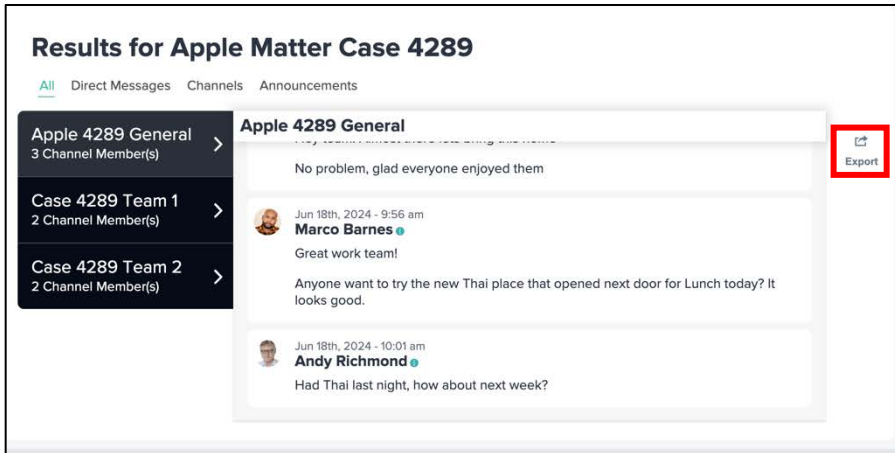 Results for Apple Matter Case 4289
All Direct Messages Channels Announcements
Apple 4289 General
3 Channel Member(s)
Case 4289 Team 1
2 Channel Member(s)
Case 4289 Team 2
2 Channel Member(s)
Apple 4289 General
No problem, glad everyone enjoyed them
Jun 18th, 2024 - 9:56 am
Marco Barnes
Great work team!
Anyone want to try the new Thai place that opened next door for Lunch today? It
looks good.
Jun 18th, 2024 - 10:01 am
Andy Richmond
Had Thai last night, how about next week?
Export